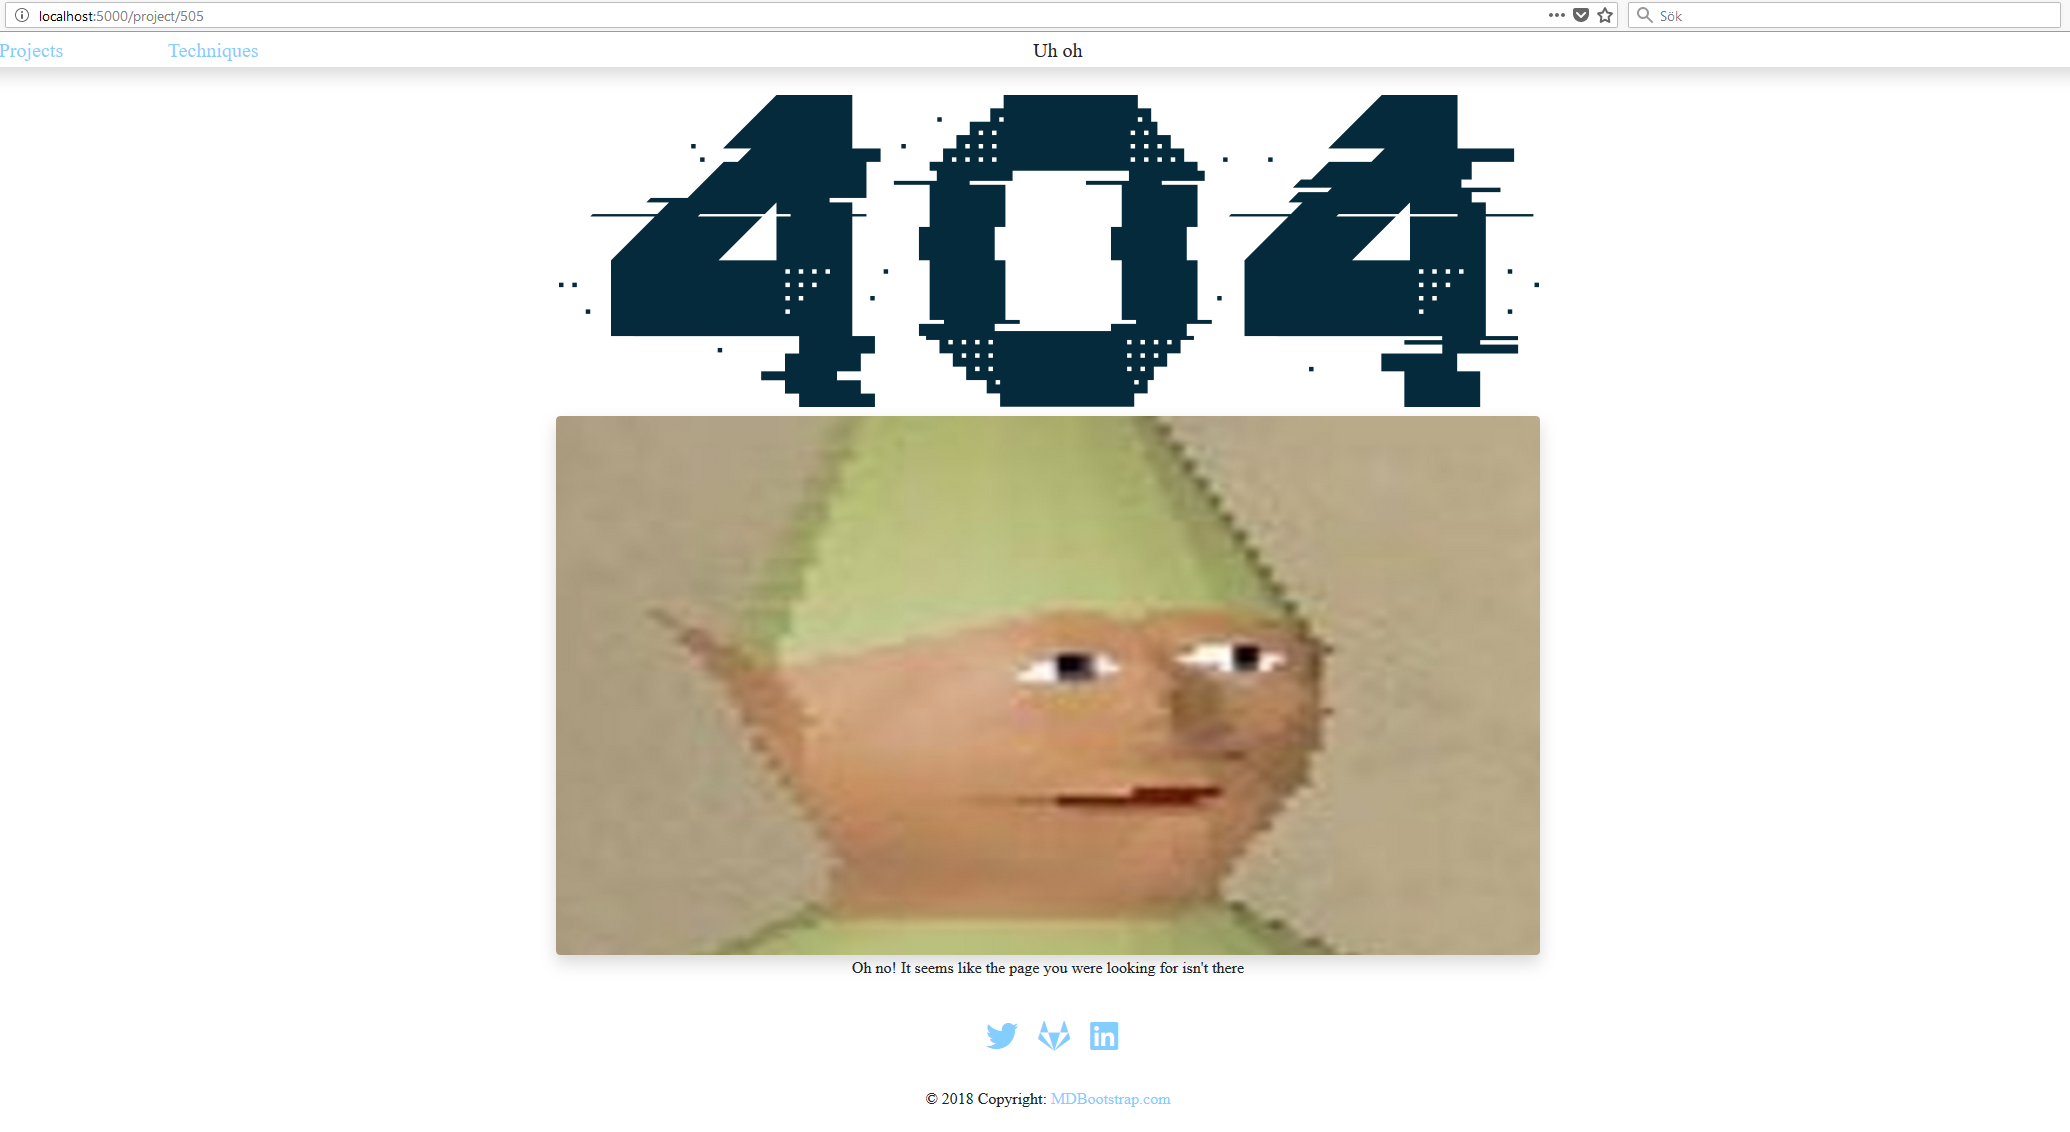 localhost:5000/project/505
Sök
Projects
Techniques
Uh oh
404
Oh no! It seems like the page you were looking for isn't there
in
© 2018 Copyright: MDBootstrap.com